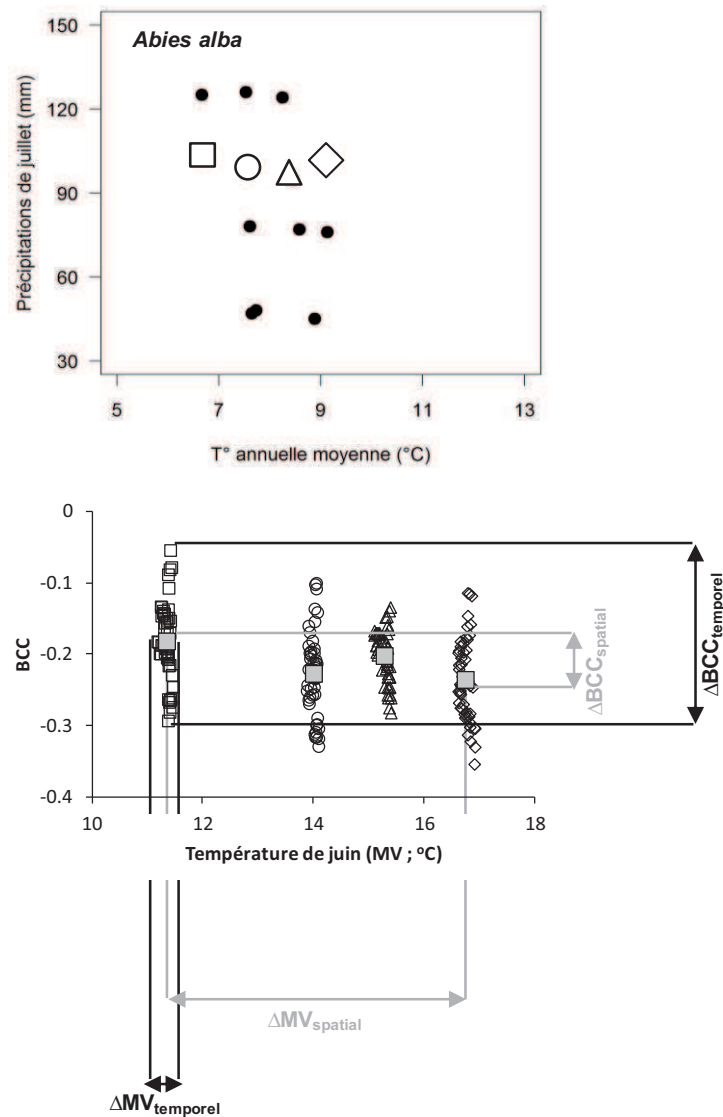 150
Abies alba
120
90
60
30
Précipitations de juillet (mm)
5 7 9 11 13
T° annuelle moyenne (°C)
0
-0.1
-0.2
-0.3
-0.4
BCC
ΔBCCspatial
ΔBCCtemporel
10 12 14 16 18
Température de juin (MV ; °C)
ΔMVspatial
ΔMVtemporel